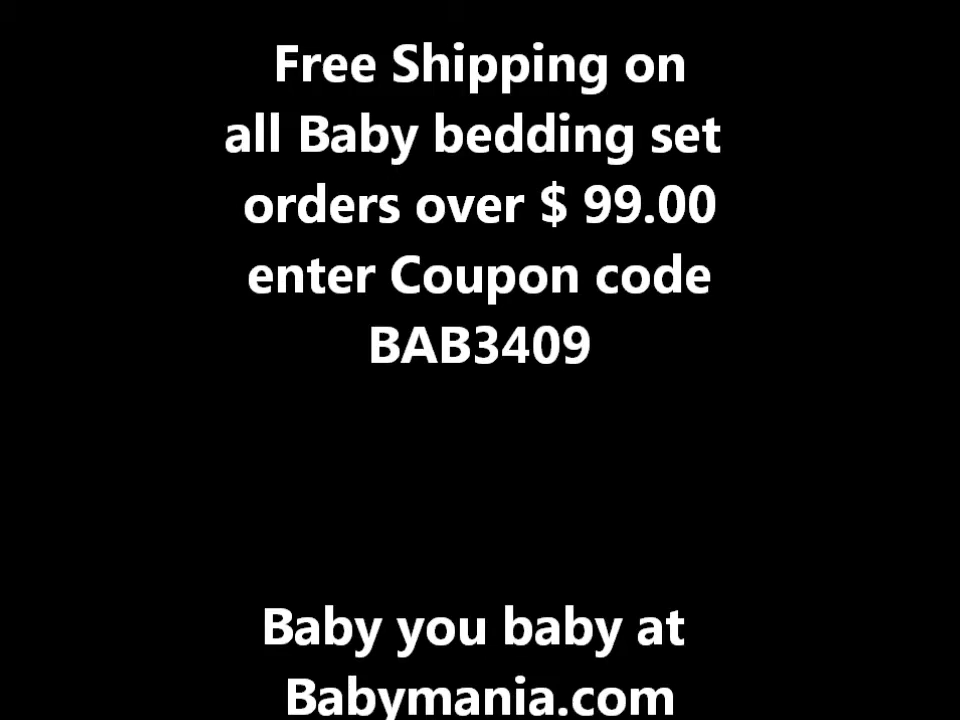 Free Shipping on
all Baby bedding set
orders over $ 99.00
enter Coupon code
BAB3409
Baby you baby at
Babymania.com